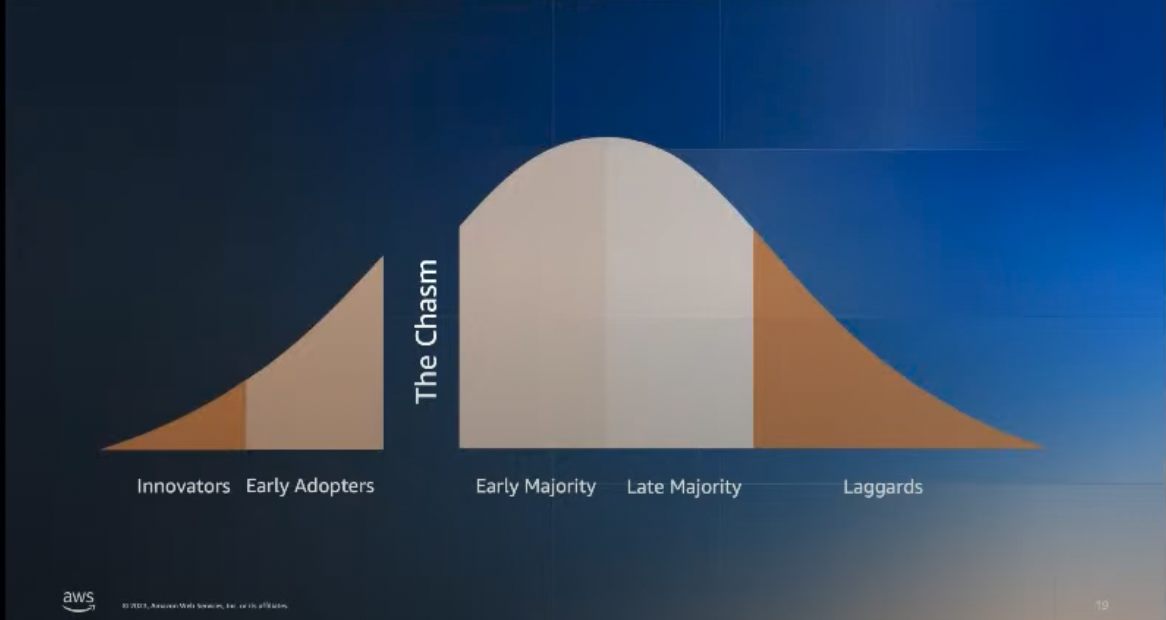 The Chasm
Innovators Early Adopters Early Majority Late Majority Laggards
aws
© 2023, Amazon Web Services, Inc. or its affiliates.
19